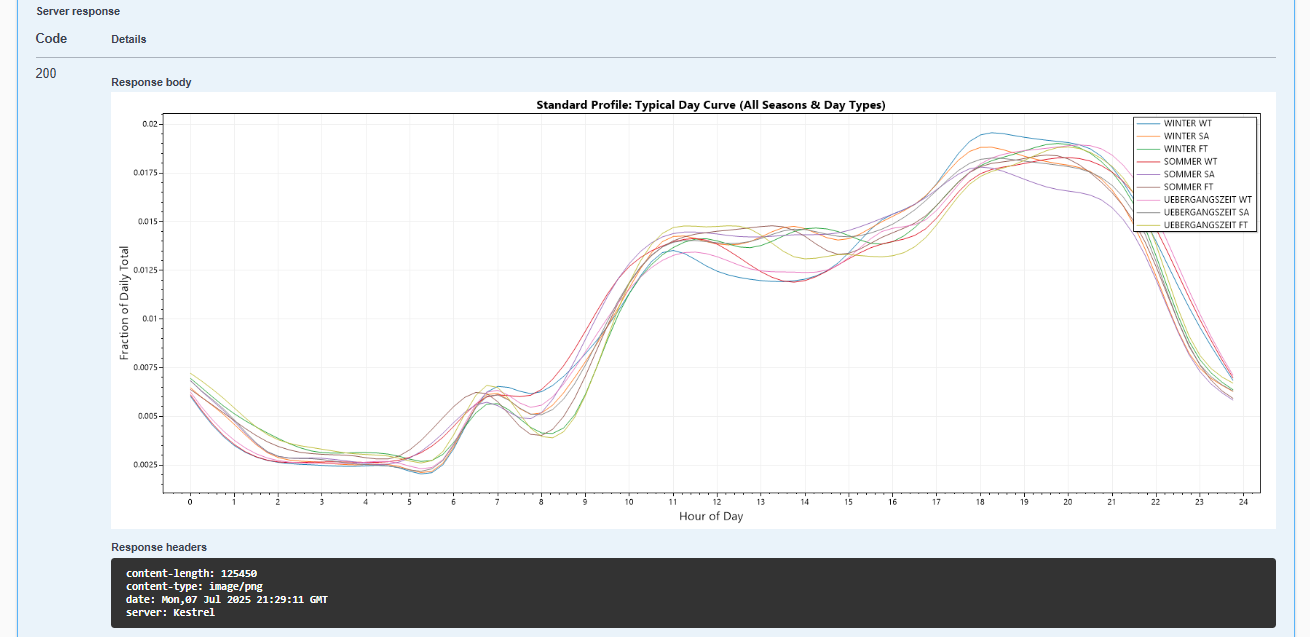 Server response
Code Details
200
Response body
Standard Profile: Typical Day Curve (All Seasons & Day Types)
0.02
0.0175
0.015
0.0125
0.01
0.0075
0.005
0.0025
Fraction of Daily Total
WINTER WT
WINTER SA
WINTER FT
SOMMER WT
SOMMER SA
SOMMER FT
UEBERGANGSZEIT WT
UEBERGANGSZEIT SA
UEBERGANGSZEIT FT
0 1 2 3 4 5 6 7 8 9 10 11 12 13 14 15 16 17 18 19 20 21 22 23 24
Hour of Day
Response headers
content-length: 125450
content-type: image/png
date: Mon,07 Jul 2025 21:29:11 GMT
server: Kestrel